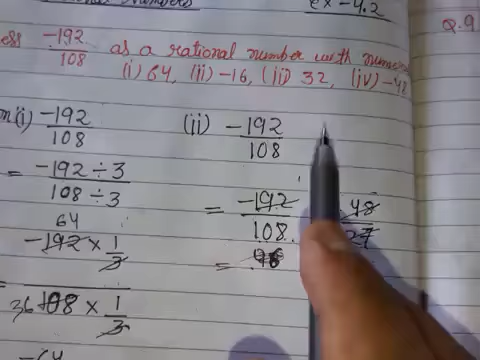 ex-4.2
Q.9
ess -192/108 as a rational number with
(i) 64, (ii) -16, (iii) 32, (iv) -48
(i) -192/108
= -192 ÷ 3 / 108 ÷ 3
64
-192 × 1/3
=
36 108 × 1/3
(ii) -192/108
= -192/108 48/27
=